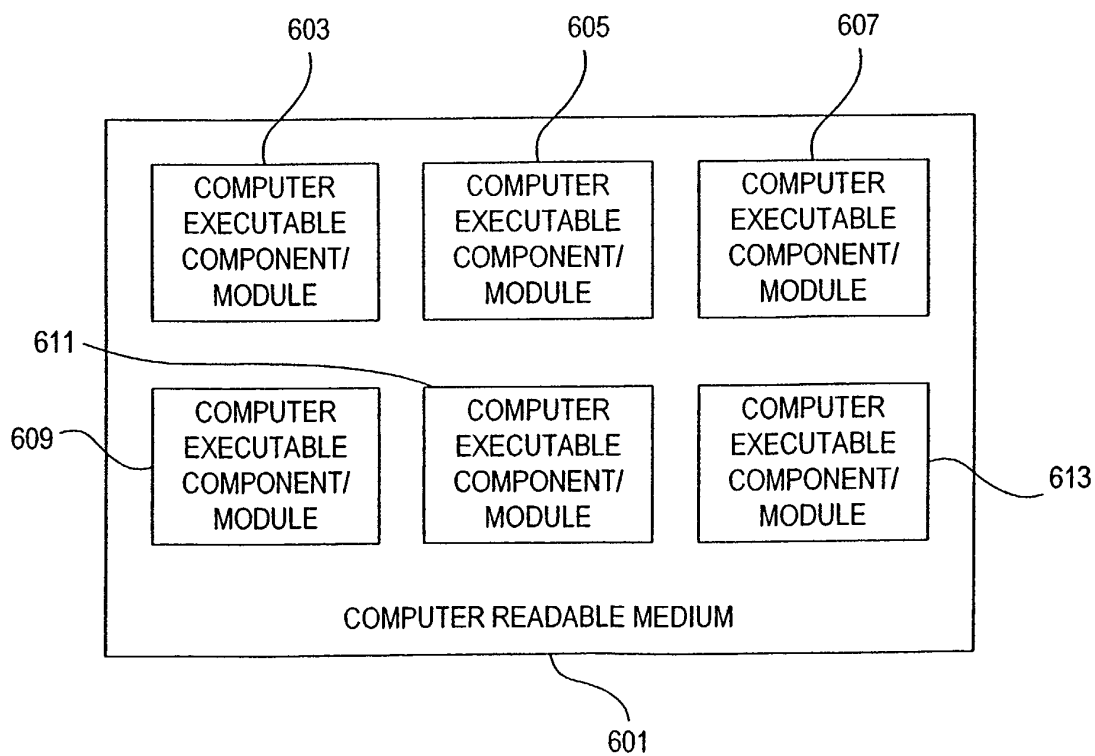 603
605
607
COMPUTER
EXECUTABLE
COMPONENT/
MODULE
COMPUTER
EXECUTABLE
COMPONENT/
MODULE
COMPUTER
EXECUTABLE
COMPONENT/
MODULE
611
609
COMPUTER
EXECUTABLE
COMPONENT/
MODULE
COMPUTER
EXECUTABLE
COMPONENT/
MODULE
COMPUTER
EXECUTABLE
COMPONENT/
MODULE
613
COMPUTER READABLE MEDIUM
601